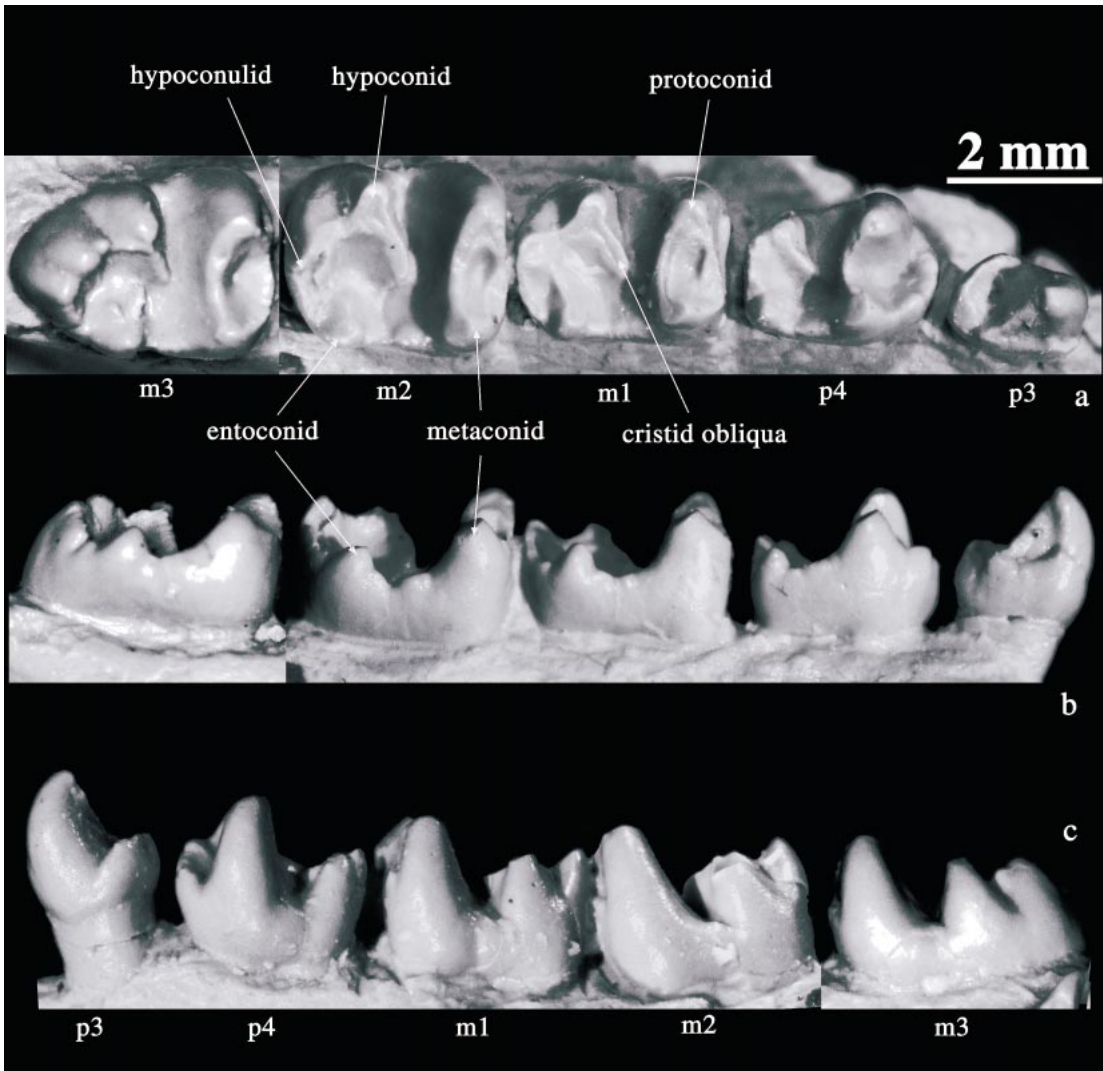 hypoconulid
hypoconid
protoconid
2 mm
m3
m2
m1
p4
p3
a
entoconid
metaconid
cristid obliqua
b
c
p3
p4
m1
m2
m3